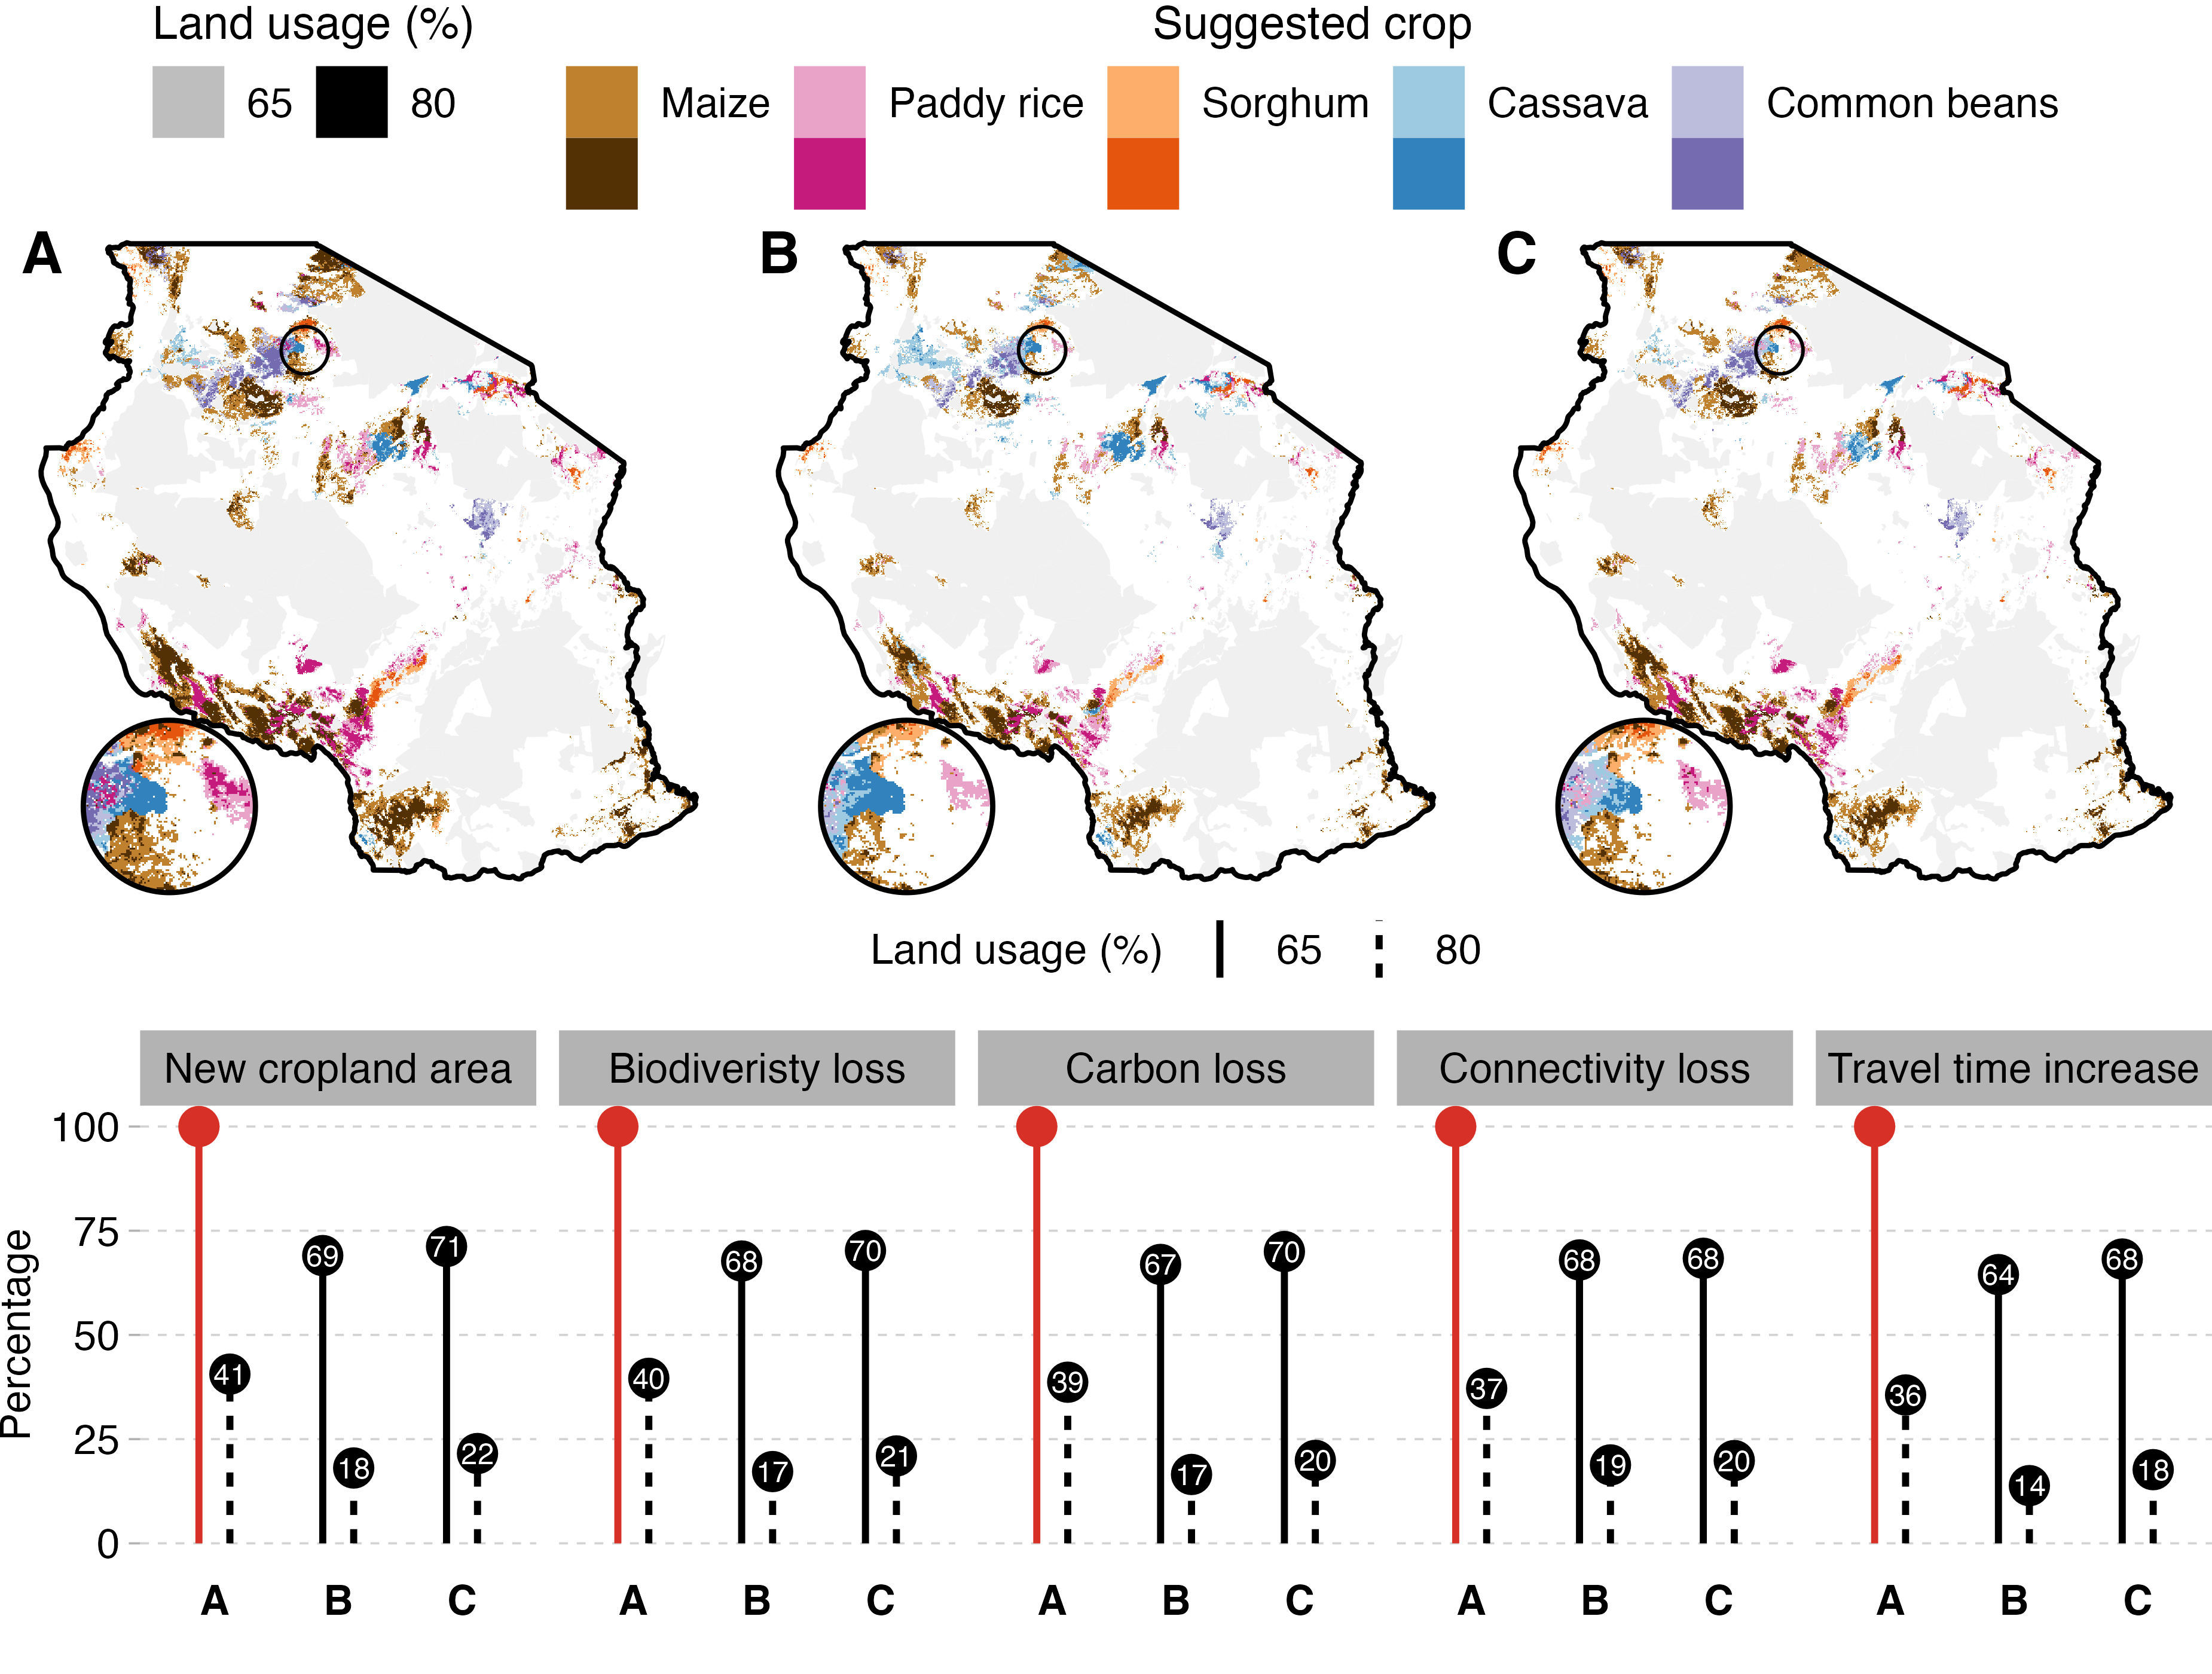 Land usage (%)
Suggested crop
65
80
Maize
Paddy rice
Sorghum
Cassava
Common beans
A
B
C
Land usage (%)
65
80
New cropland area
Biodiveristy loss
Carbon loss
Connectivity loss
Travel time increase
Percentage
100
75
50
25
0
41
69
18
71
22
40
68
17
70
21
39
67
17
70
20
37
68
19
68
20
36
64
14
68
18
A B C
A B C
A B C
A B C
A B C